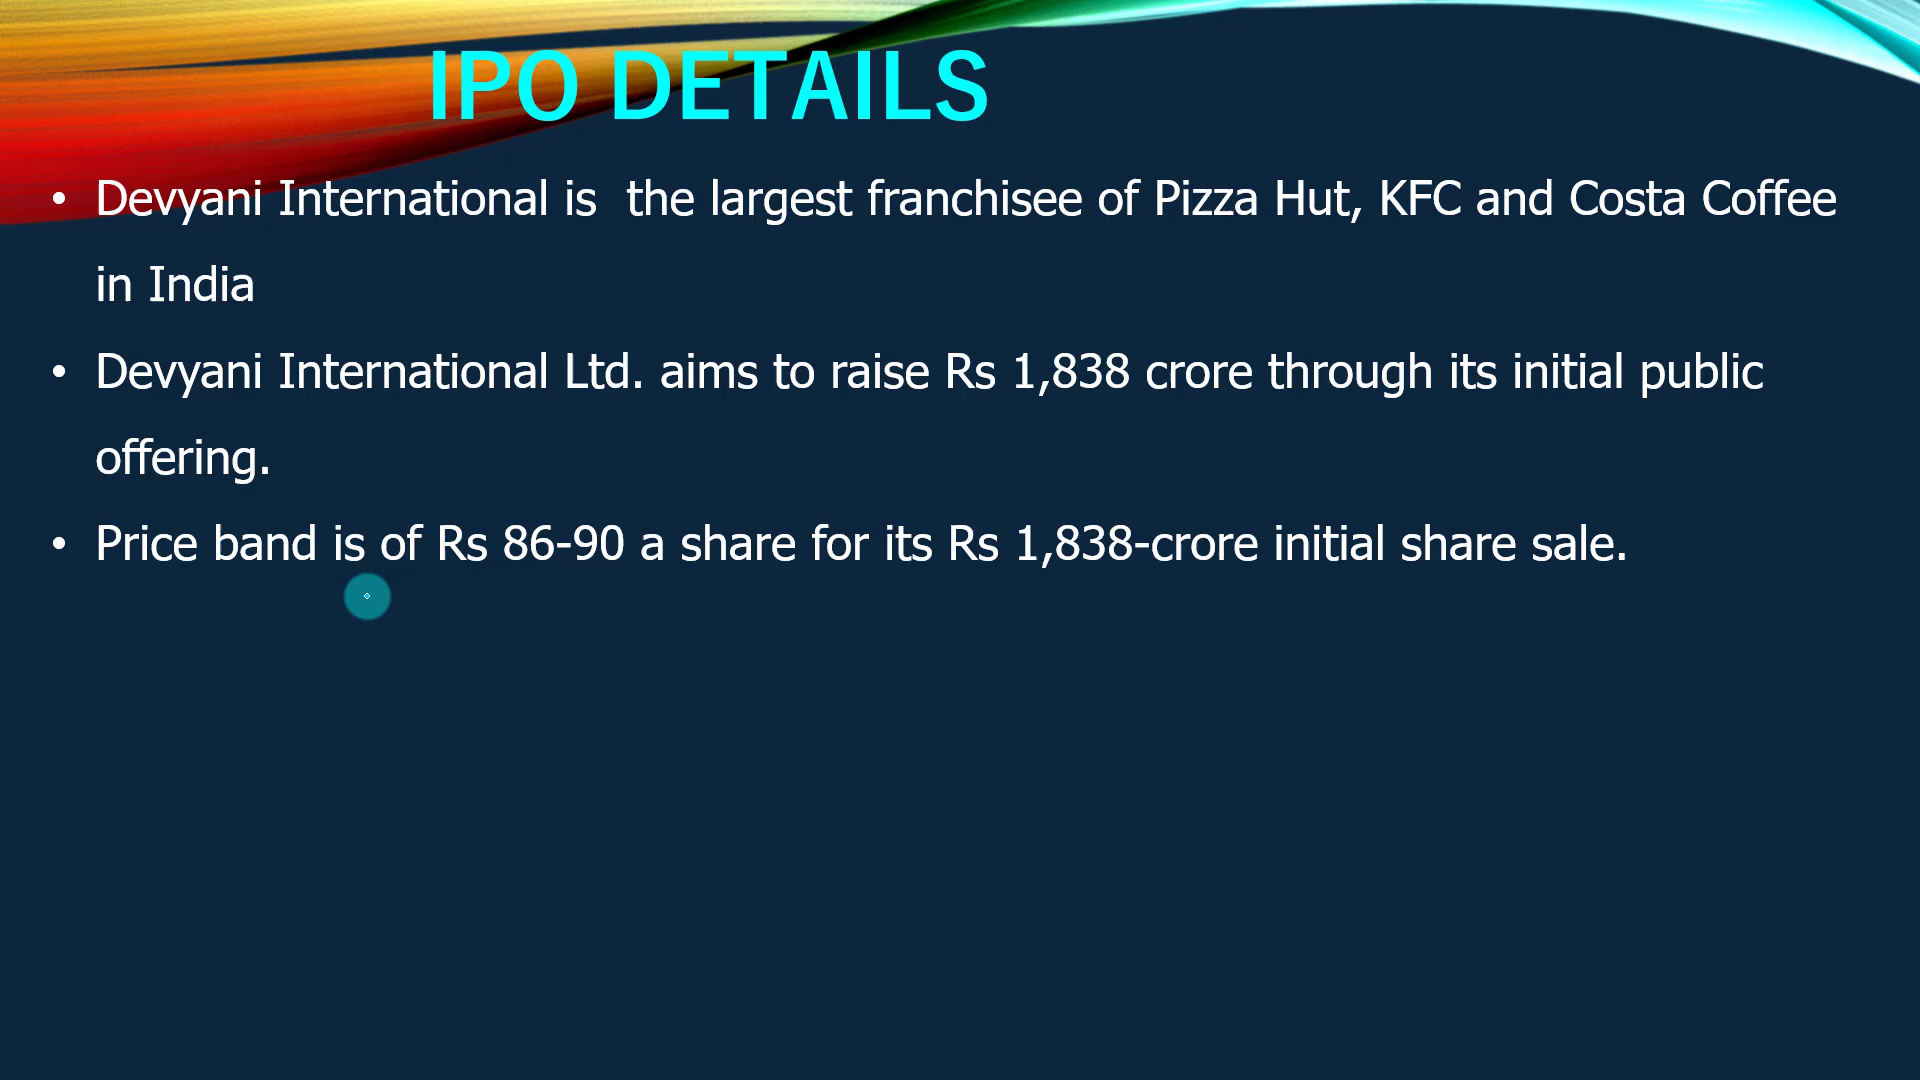 IPO DETAILS
• Devyani International is  the largest franchisee of Pizza Hut, KFC and Costa Coffee
in India
• Devyani International Ltd. aims to raise Rs 1,838 crore through its initial public
offering.
• Price band is of Rs 86-90 a share for its Rs 1,838-crore initial share sale.